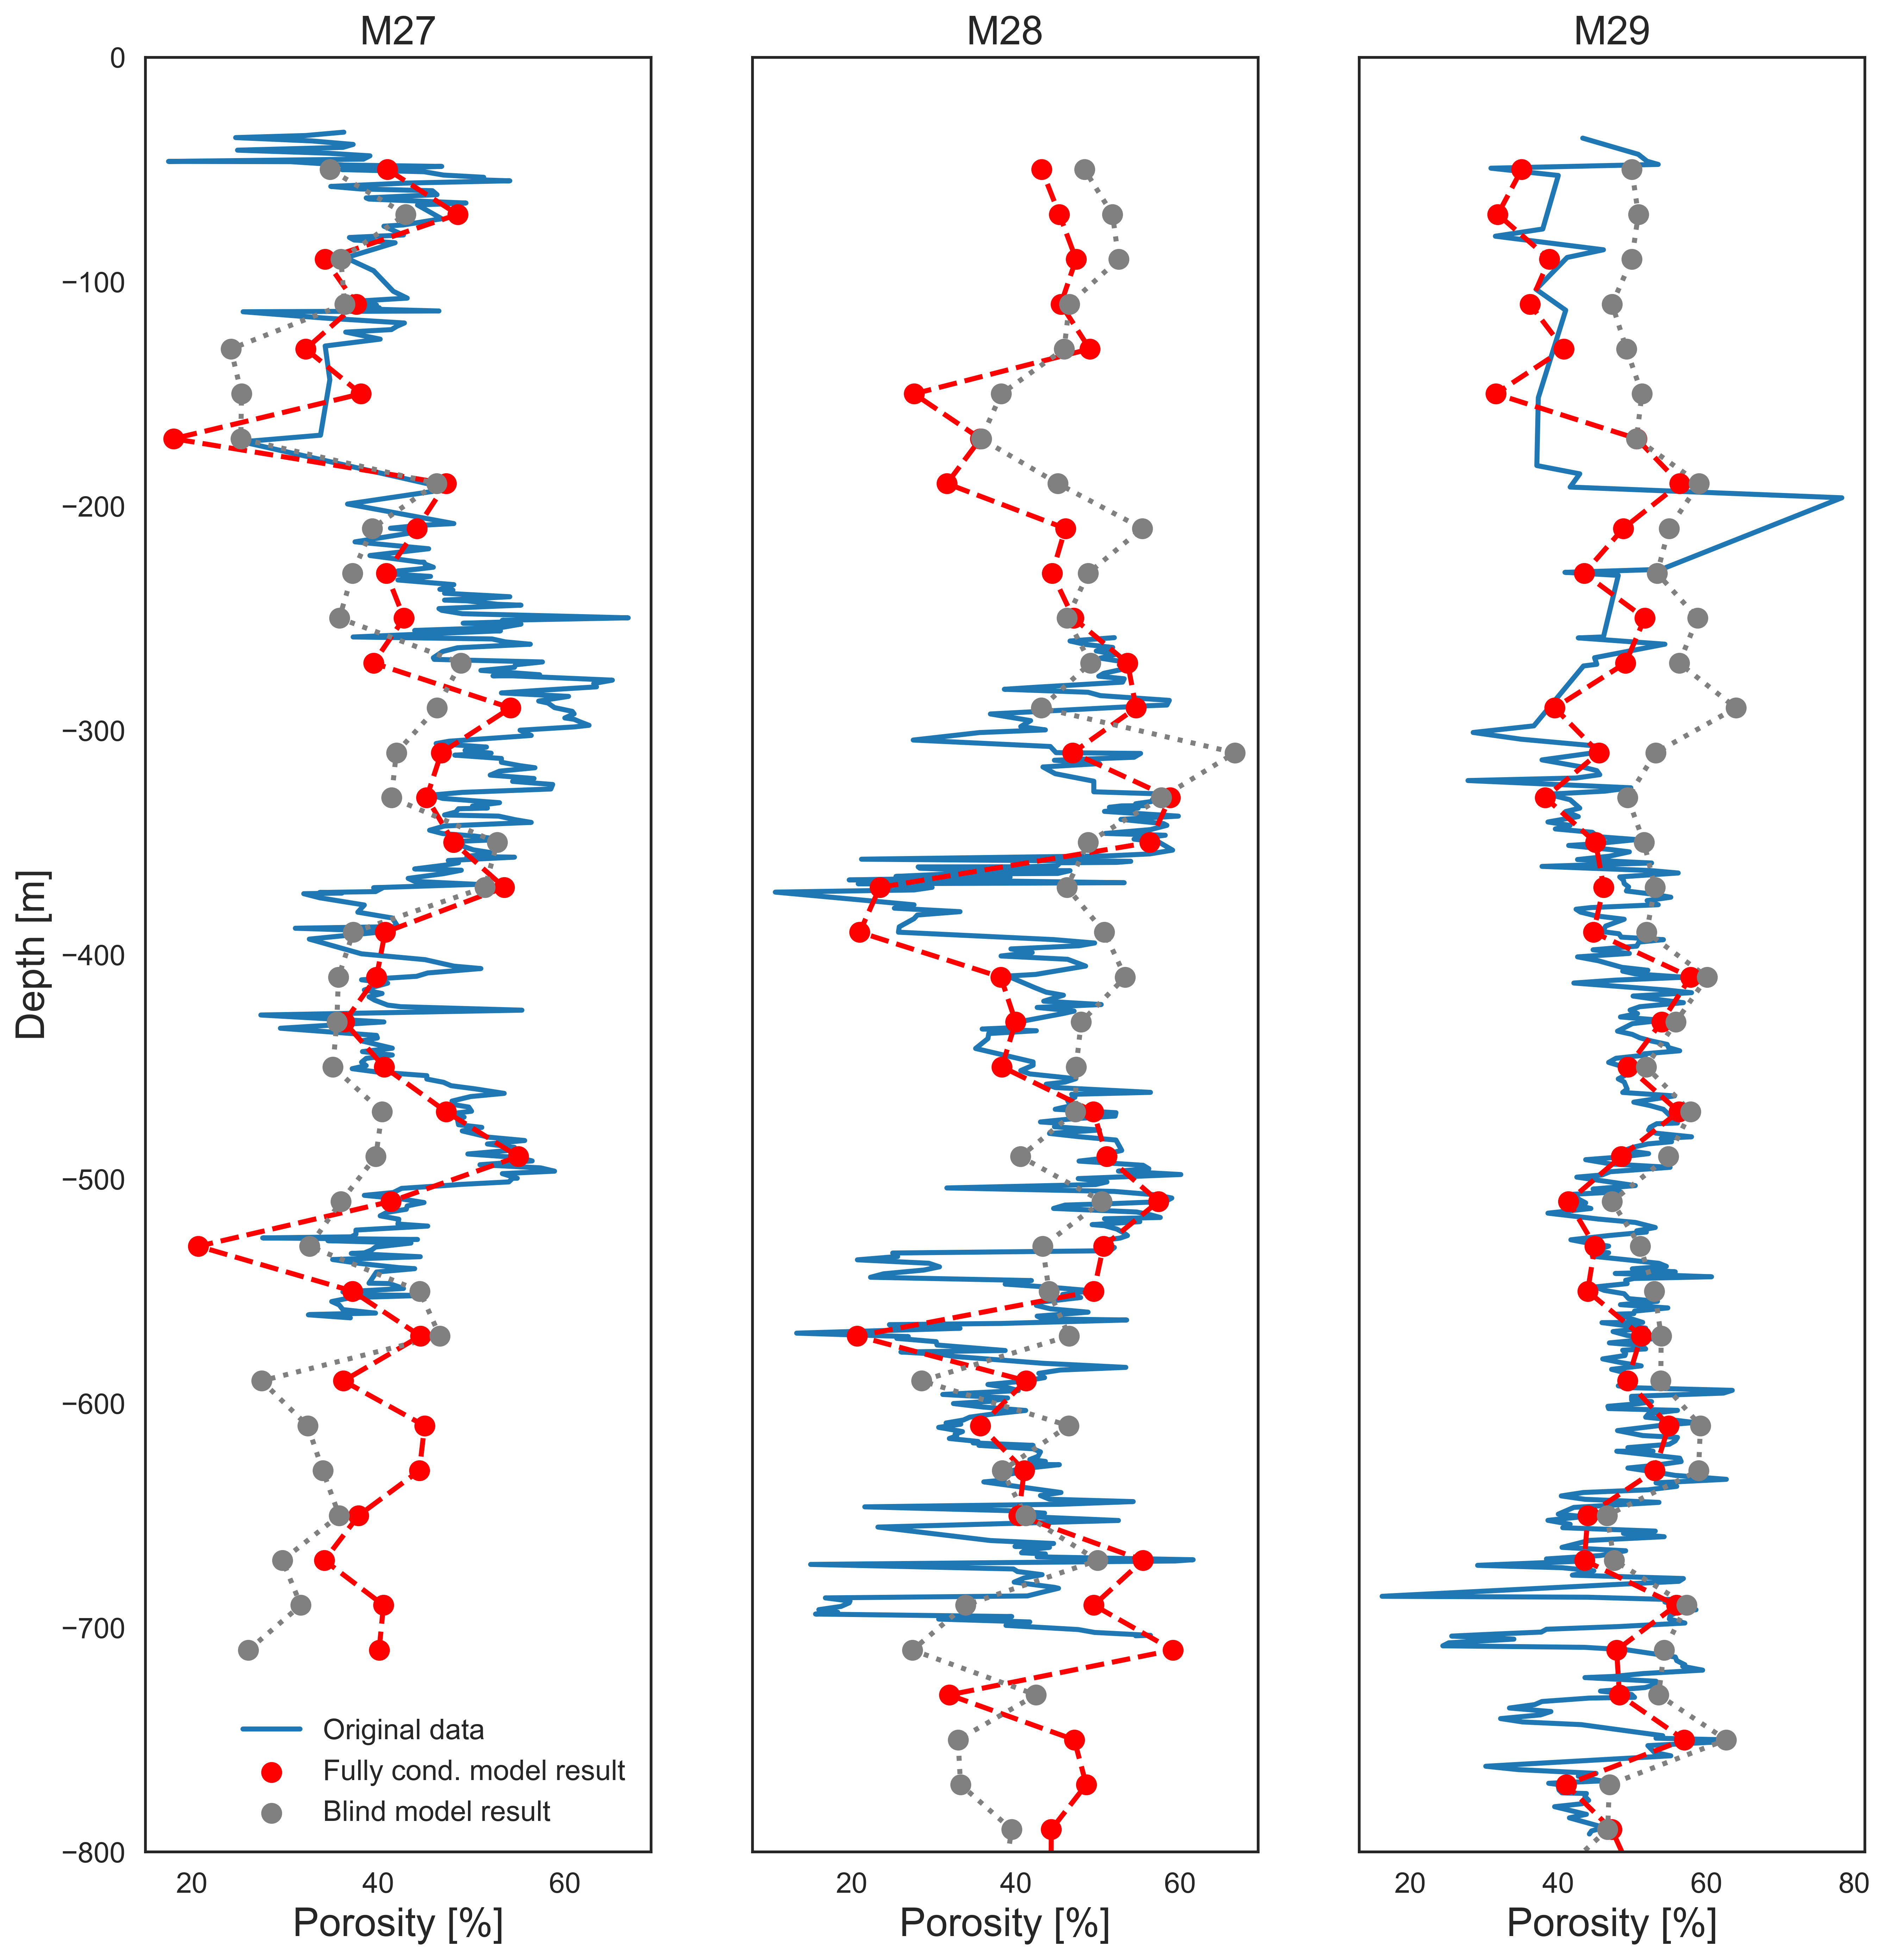 M27 M28 M29
0
−100
−200
−300
−400
−500
−600
−700
−800
Depth [m]
Original data
Fully cond. model result
Blind model result
20 40 60 20 40 60 20 40 60 80
Porosity [%] Porosity [%] Porosity [%]